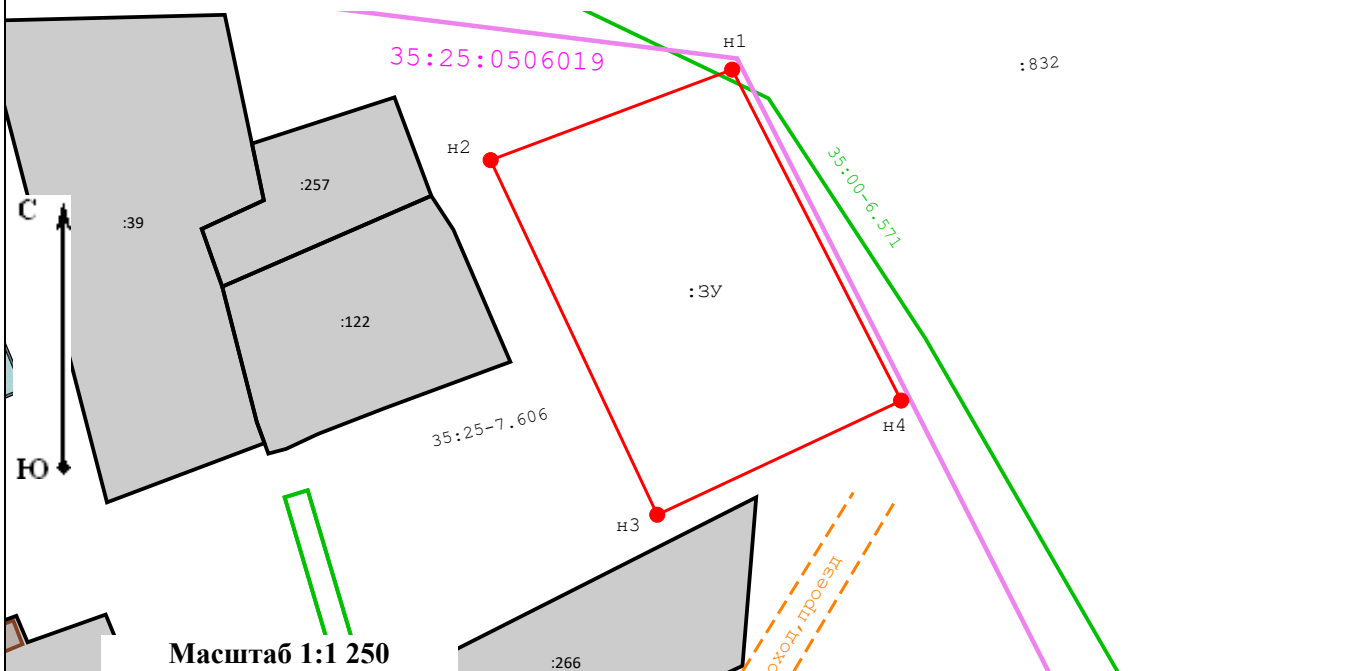 н1
35:25:0506019
:832
н2
35:00-6.571
:257
С
:39
:ЗУ
:122
35:25-7.606
н4
Ю
н3
проезд
Масштаб 1:1 250
:266